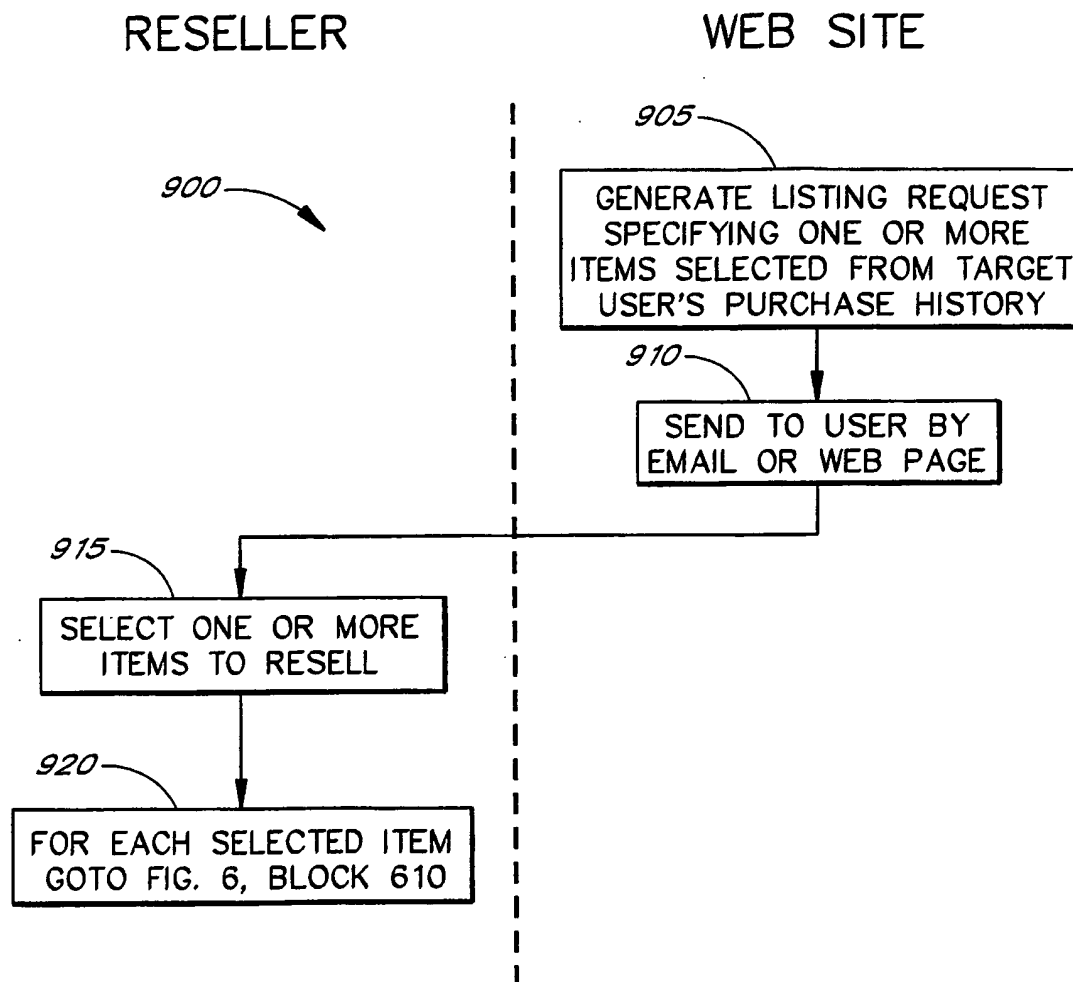 RESELLER
WEB SITE
900
905
GENERATE LISTING REQUEST
SPECIFYING ONE OR MORE
ITEMS SELECTED FROM TARGET
USER'S PURCHASE HISTORY
910
SEND TO USER BY
EMAIL OR WEB PAGE
915
SELECT ONE OR MORE
ITEMS TO RESELL
920
FOR EACH SELECTED ITEM
GOTO FIG. 6, BLOCK 610